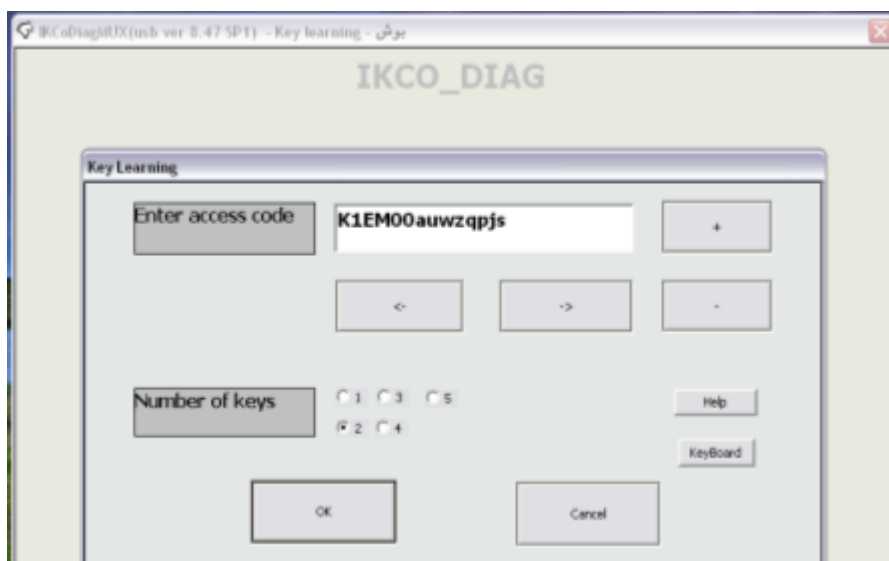 IKCoDiagMUX(usb ver 8.47 SP1) - Key learning - بوش
IKCO_DIAG
Key Learning
Enter access code
K1EM00auwzqpjs
+
<-
->
-
Number of keys
1 3 5
2 4
Help
KeyBoard
OK
Cancel